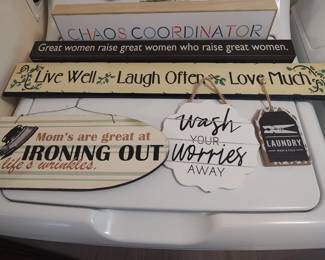 CHAOS COORDINATOR
Great women raise great women who raise great women.
Live Well Laugh Often Love Much
Mom's are great at
IRONING OUT
life's wrinkles.
Wash
YOUR
Worries
AWAY
LAUNDRY